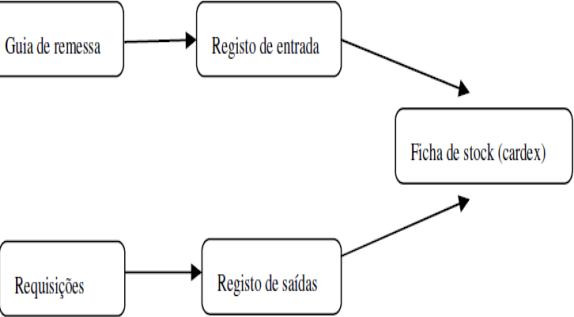 Guia de remessa
Registo de entrada
Ficha de stock (cardex)
Requisições
Registo de saídas